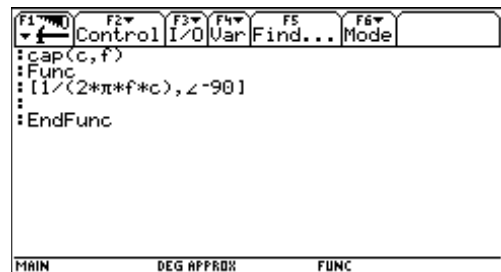 F1 F2 F3 F4 F5 F6
Control I/O Var Find... Mode
:cap(c,f)
:Func
:[1/(2*π*f*c),∠⁻90]
:
:EndFunc
MAIN DEG APPROX FUNC